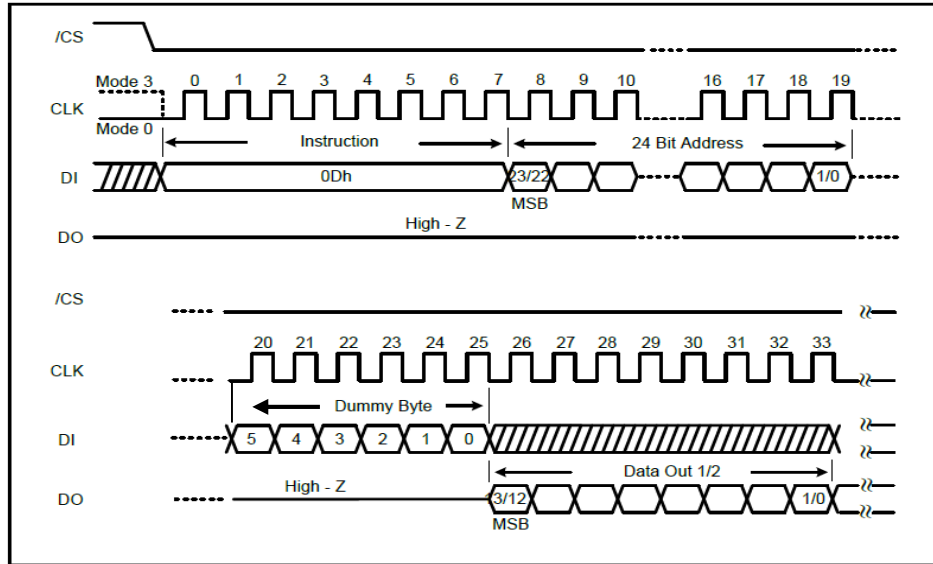 /CS
Mode 3 0 1 2 3 4 5 6 7 8 9 10 16 17 18 19
CLK
Mode 0
Instruction 24 Bit Address
DI 0Dh 23/22 1/0
MSB
High - Z
DO
/CS
20 21 22 23 24 25 26 27 28 29 30 31 32 33
CLK
Dummy Byte
DI 5 4 3 2 1 0
High - Z Data Out 1/2
DO 13/12 1/0
MSB